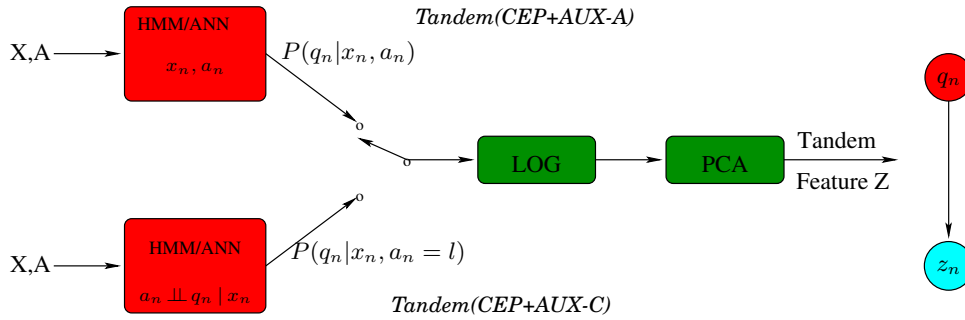 Tandem(CEP+AUX-A)
HMM/ANN
X,A
x_n, a_n
P(q_n|x_n, a_n)
q_n
o
o
LOG
PCA
Tandem
Feature Z
o
HMM/ANN
P(q_n|x_n, a_n = l)
X,A
z_n
a_n ⫫ q_n | x_n
Tandem(CEP+AUX-C)